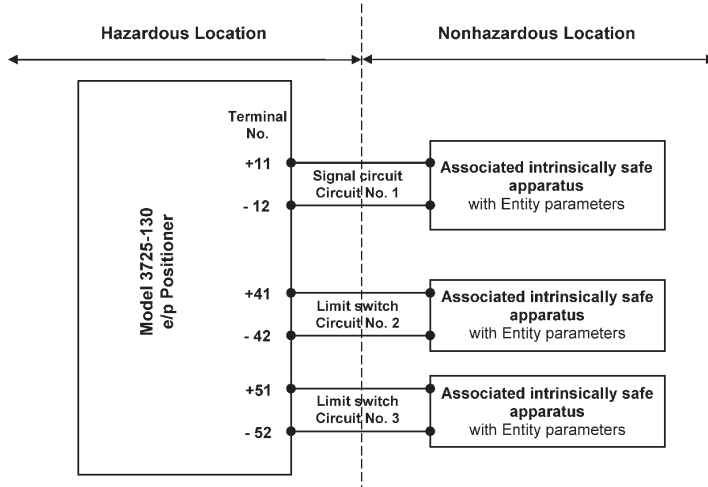 Hazardous Location
Nonhazardous Location
Terminal
No.
+11
- 12
+41
- 42
+51
- 52
Model 3725-130
e/p Positioner
Signal circuit
Circuit No. 1
Limit switch
Circuit No. 2
Limit switch
Circuit No. 3
Associated intrinsically safe
apparatus
with Entity parameters
Associated intrinsically safe
apparatus
with Entity parameters
Associated intrinsically safe
apparatus
with Entity parameters